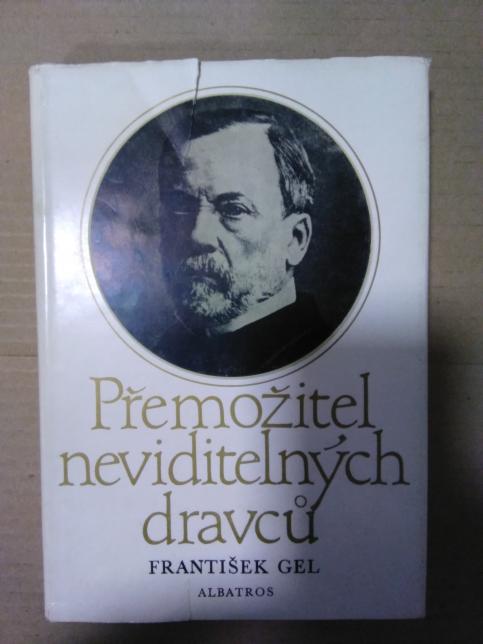 Přemožitel
neviditelných
dravců
FRANTIŠEK GEL
ALBATROS